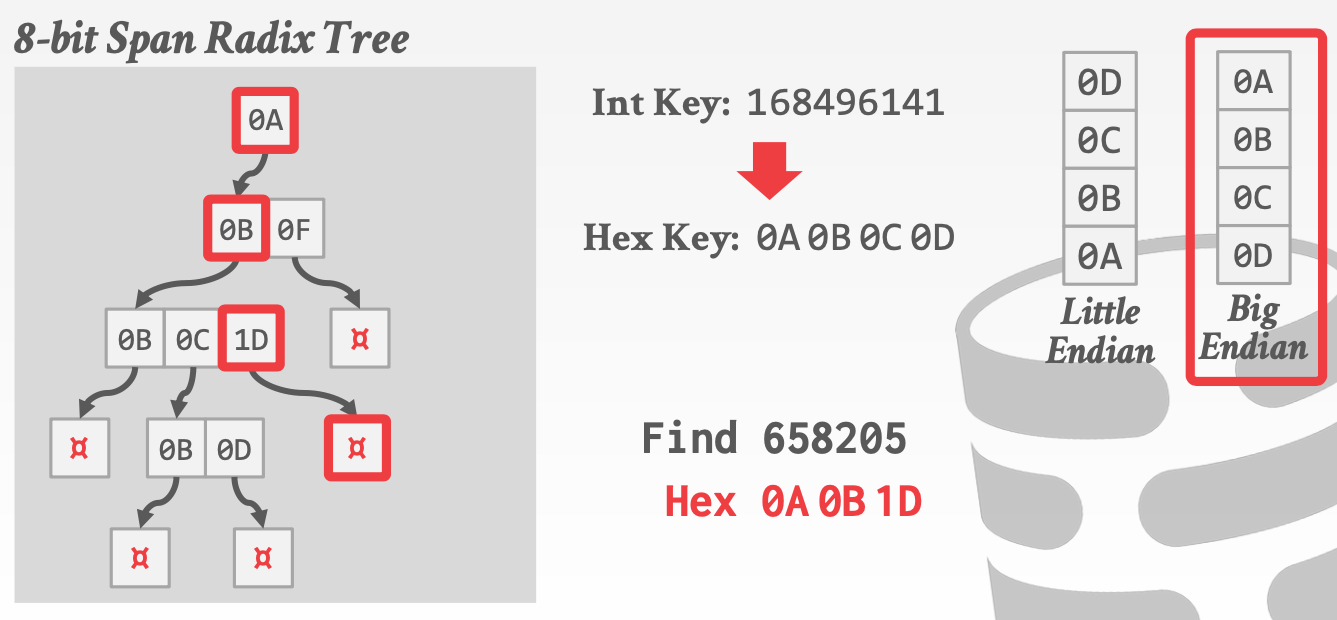 8-bit Span Radix Tree
0A
0B 0F
0B 0C 1D ¤
¤ 0B 0D ¤
¤ ¤
Int Key: 168496141
Hex Key: 0A 0B 0C 0D
Find 658205
Hex 0A 0B 1D
0D
0C
0B
0A
Little
Endian
0A
0B
0C
0D
Big
Endian